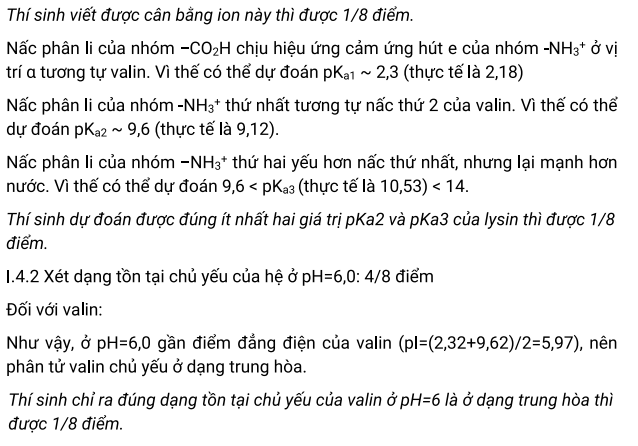 Thí sinh viết được cân bằng ion này thì được 1/8 điểm.
Nấc phân li của nhóm –CO₂H chịu hiệu ứng cảm ứng hút e của nhóm -NH₃⁺ ở vị
trí α tương tự valin. Vì thế có thể dự đoán pKₐ₁ ~ 2,3 (thực tế là 2,18)
Nấc phân li của nhóm -NH₃⁺ thứ nhất tương tự nấc thứ 2 của valin. Vì thế có thể
dự đoán pKₐ₂ ~ 9,6 (thực tế là 9,12).
Nấc phân li của nhóm –NH₃⁺ thứ hai yếu hơn nấc thứ nhất, nhưng lại mạnh hơn
nước. Vì thế có thể dự đoán 9,6 < pKₐ₃ (thực tế là 10,53) < 14.
Thí sinh dự đoán được đúng ít nhất hai giá trị pKa2 và pKa3 của lysin thì được 1/8
điểm.
I.4.2 Xét dạng tồn tại chủ yếu của hệ ở pH=6,0: 4/8 điểm
Đối với valin:
Như vậy, ở pH=6,0 gần điểm đẳng điện của valin (pI=(2,32+9,62)/2=5,97), nên
phân tử valin chủ yếu ở dạng trung hòa.
Thí sinh chỉ ra đúng dạng tồn tại chủ yếu của valin ở pH=6 là ở dạng trung hòa thì
được 1/8 điểm.